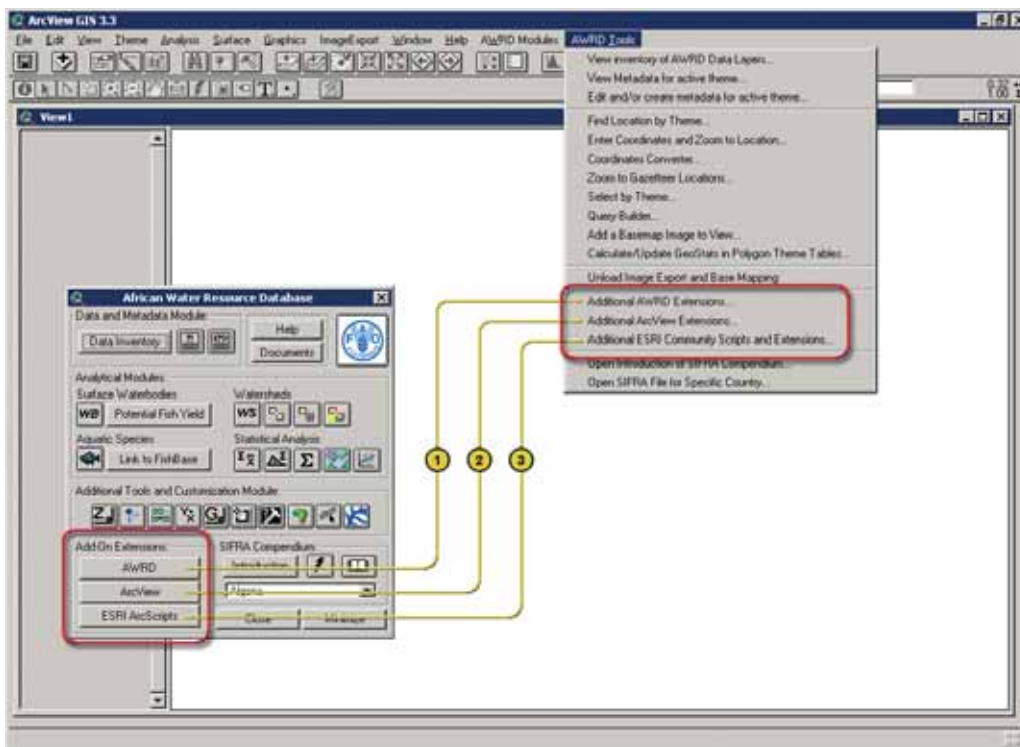 ArcView GIS 3.3
File Edit View Theme Analysis Surface Graphics ImageExport Window Help AWRD Modules AWRD Tools
View1
View inventory of AWRD Data Layers...
View Metadata for active theme...
Edit and/or create metadata for active theme...
Find Location by Theme...
Enter Coordinates and Zoom to Location...
Coordinates Converter...
Zoom to Gazetteer Locations...
Select by Theme...
Query Builder...
Add a Basemap Image to View...
Calculate/Update GeoStats in Polygon Theme Tables...
Unload Image Export and Base Mapping
Additional AWRD Extensions...
Additional ArcView Extensions...
Additional ESRI Community Scripts and Extensions...
Open Introduction of SIFRA Compendium...
Open SIFRA File for Specific Country...
African Water Resource Database
Data and Metadata Module:
Data Inventory
Help
Documents
Analytical Modules:
Surface Waterbodies
Watersheds
WB Potential Fish Yield
WS
Aquatic Species
Statistical Analysis
Link to FishBase
Σ
Additional Tools and Customization Module:
Add-On Extensions:
SIFRA Compendium:
AWRD
Introduction
ArcView
Algeria
ESRI ArcScripts
Close
Minimize
1 2 3